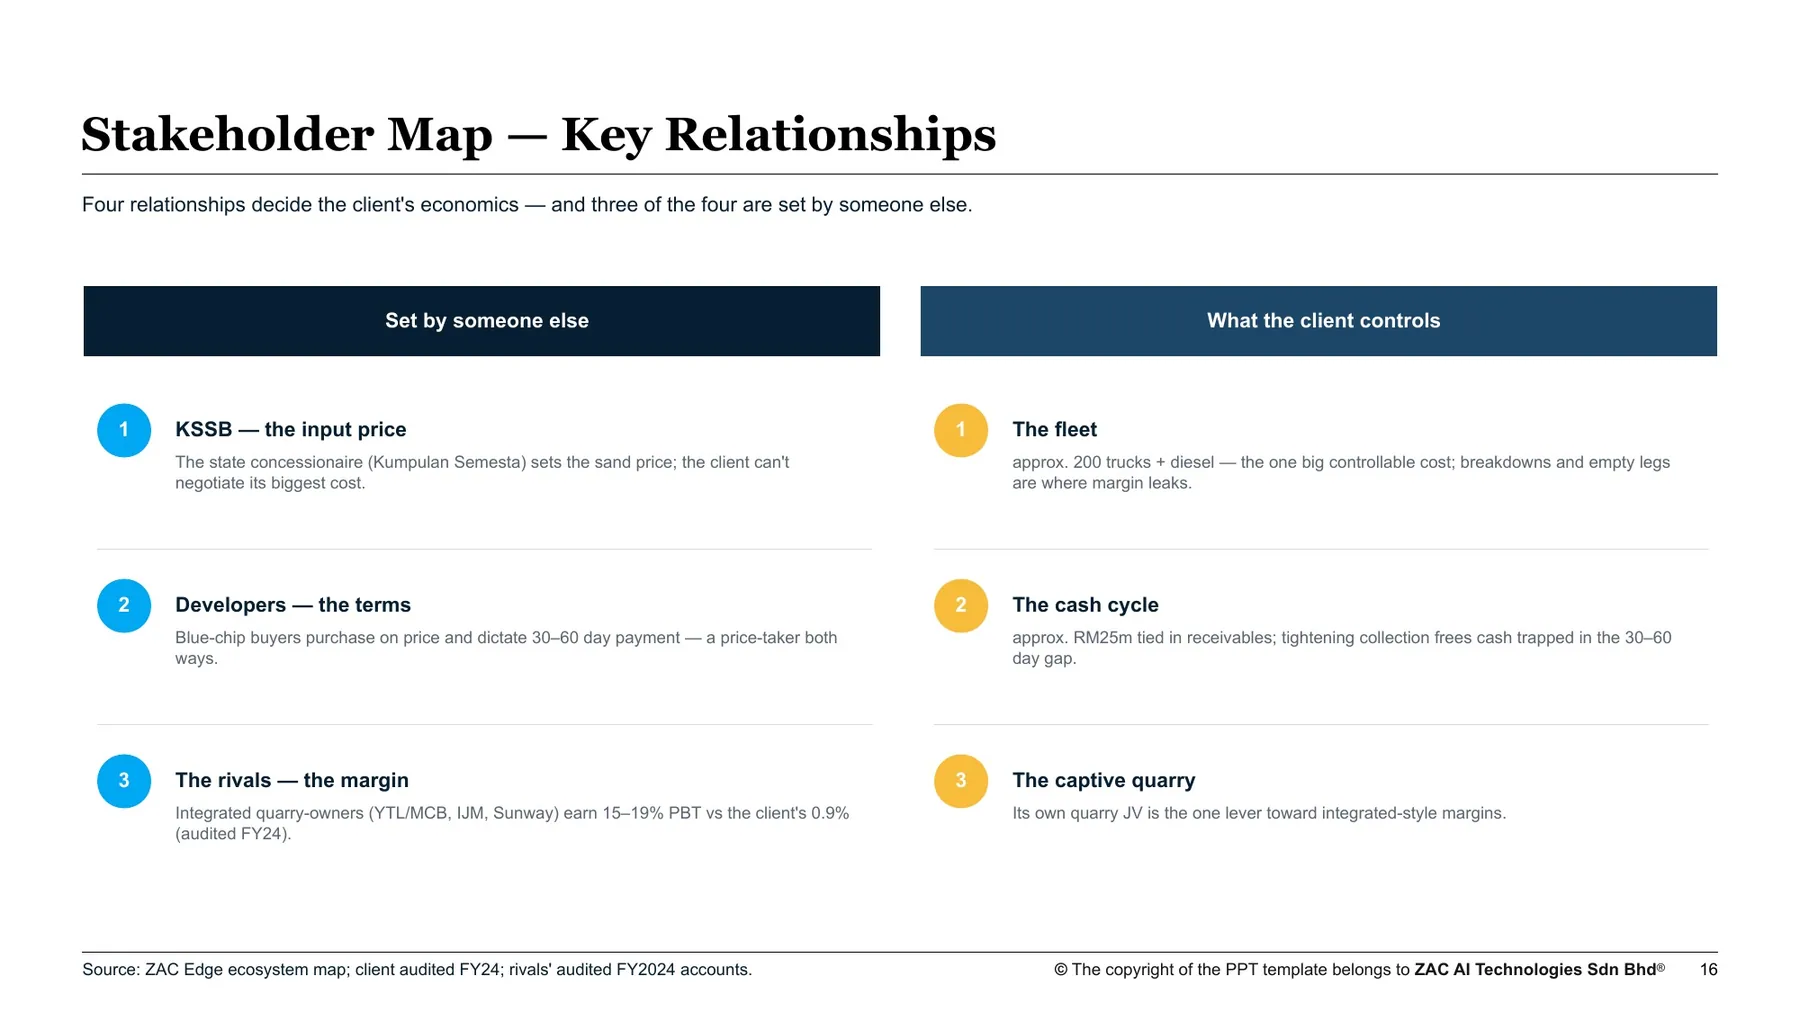 Stakeholder Map — Key Relationships
Four relationships decide the client's economics — and three of the four are set by someone else.
Set by someone else
1
KSSB — the input price
The state concessionaire (Kumpulan Semesta) sets the sand price; the client can't
negotiate its biggest cost.
2
Developers — the terms
Blue-chip buyers purchase on price and dictate 30–60 day payment — a price-taker both
ways.
3
The rivals — the margin
Integrated quarry-owners (YTL/MCB, IJM, Sunway) earn 15–19% PBT vs the client's 0.9%
(audited FY24).
What the client controls
1
The fleet
approx. 200 trucks + diesel — the one big controllable cost; breakdowns and empty legs
are where margin leaks.
2
The cash cycle
approx. RM25m tied in receivables; tightening collection frees cash trapped in the 30–60
day gap.
3
The captive quarry
Its own quarry JV is the one lever toward integrated-style margins.
Source: ZAC Edge ecosystem map; client audited FY24; rivals' audited FY2024 accounts.
© The copyright of the PPT template belongs to ZAC AI Technologies Sdn Bhd®
16